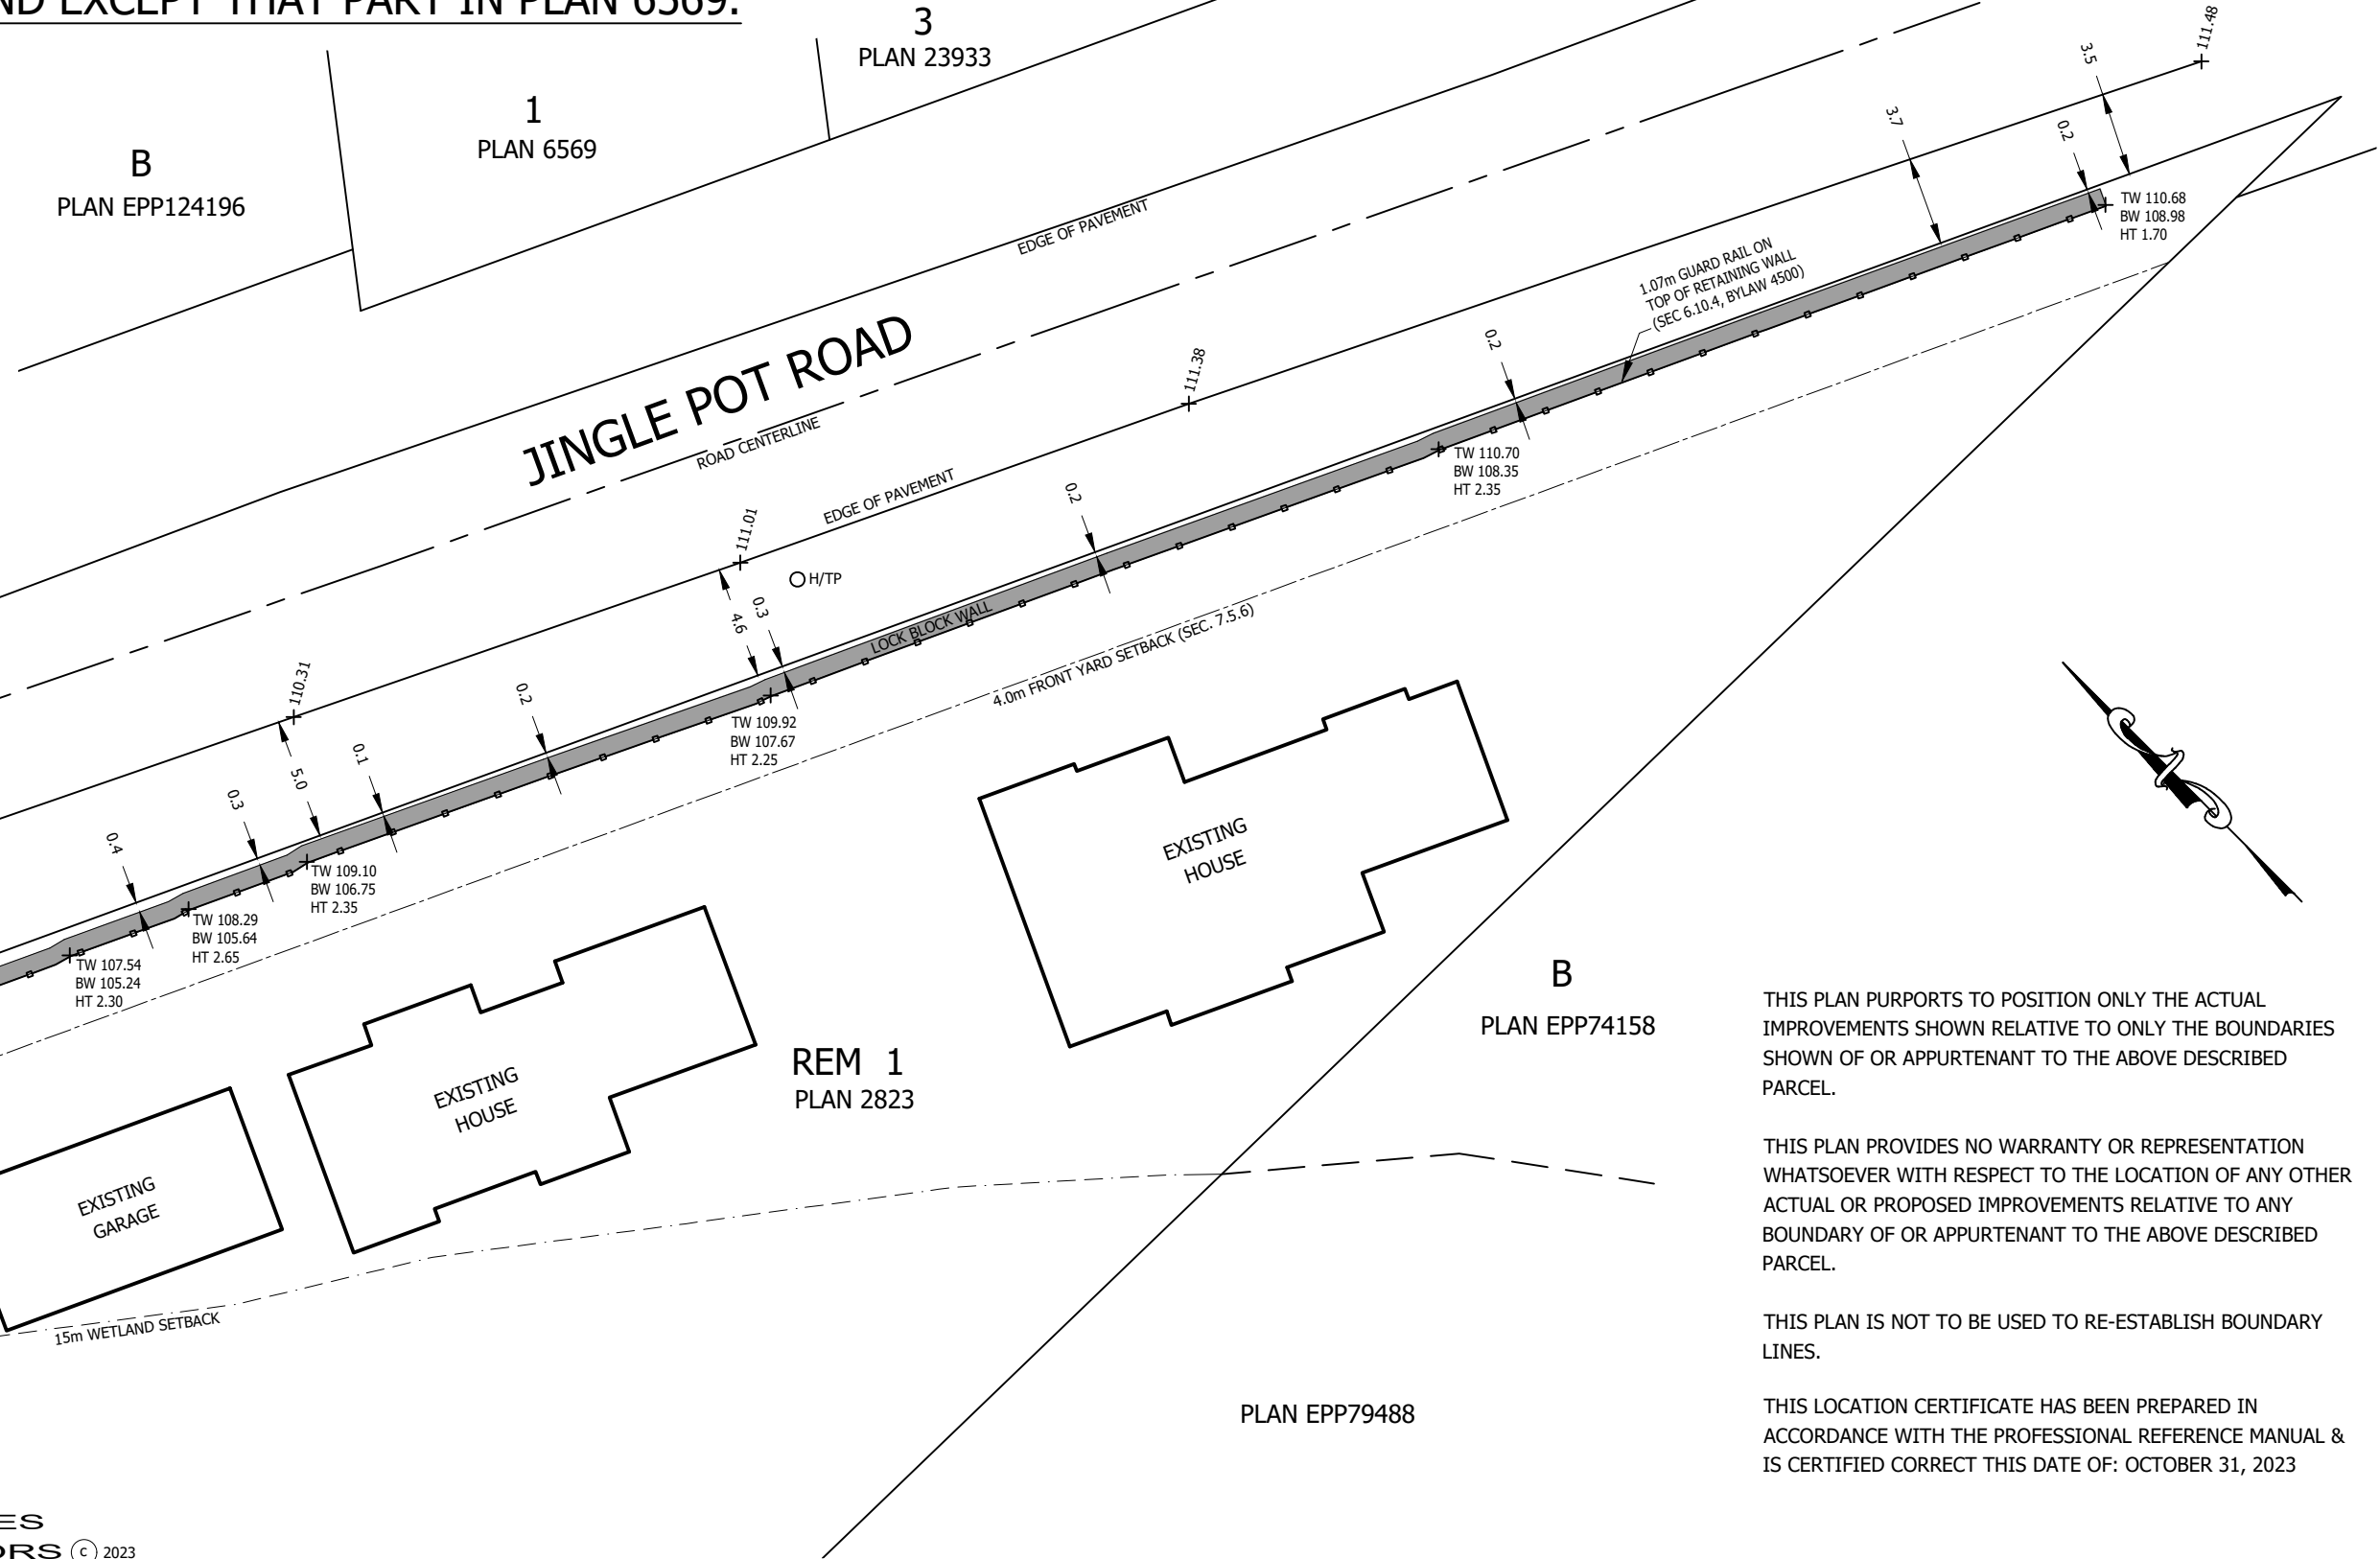 ND EXCEPT THAT PART IN PLAN 6569.
3
PLAN 23933
1
PLAN 6569
B
PLAN EPP124196
111.48
3.5
3.7
0.2
TW 110.68
BW 108.98
HT 1.70
EDGE OF PAVEMENT
1.07m GUARD RAIL ON
TOP OF RETAINING WALL
(SEC 6.10.4, BYLAW 4500)
JINGLE POT ROAD
ROAD CENTERLINE
111.38
0.2
TW 110.70
BW 108.35
HT 2.35
EDGE OF PAVEMENT
0.2
111.01
H/TP
4.6
0.3
LOCK BLOCK WALL
4.0m FRONT YARD SETBACK (SEC. 7.5.6)
110.31
0.2
TW 109.92
BW 107.67
HT 2.25
5.0
0.1
0.3
0.4
TW 109.10
BW 106.75
HT 2.35
TW 108.29
BW 105.64
HT 2.65
TW 107.54
BW 105.24
HT 2.30
EXISTING
HOUSE
EXISTING
HOUSE
EXISTING
GARAGE
REM 1
PLAN 2823
B
PLAN EPP74158
15m WETLAND SETBACK
PLAN EPP79488
THIS PLAN PURPORTS TO POSITION ONLY THE ACTUAL
IMPROVEMENTS SHOWN RELATIVE TO ONLY THE BOUNDARIES
SHOWN OF OR APPURTENANT TO THE ABOVE DESCRIBED
PARCEL.
THIS PLAN PROVIDES NO WARRANTY OR REPRESENTATION
WHATSOEVER WITH RESPECT TO THE LOCATION OF ANY OTHER
ACTUAL OR PROPOSED IMPROVEMENTS RELATIVE TO ANY
BOUNDARY OF OR APPURTENANT TO THE ABOVE DESCRIBED
PARCEL.
THIS PLAN IS NOT TO BE USED TO RE-ESTABLISH BOUNDARY
LINES.
THIS LOCATION CERTIFICATE HAS BEEN PREPARED IN
ACCORDANCE WITH THE PROFESSIONAL REFERENCE MANUAL &
IS CERTIFIED CORRECT THIS DATE OF: OCTOBER 31, 2023
ES
ORS © 2023